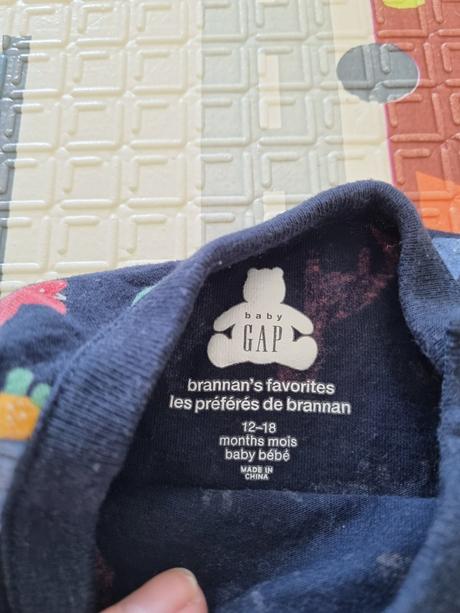 baby
GAP
brannan's favorites
les préférés de brannan
12–18
months mois
baby bébé
MADE IN
CHINA